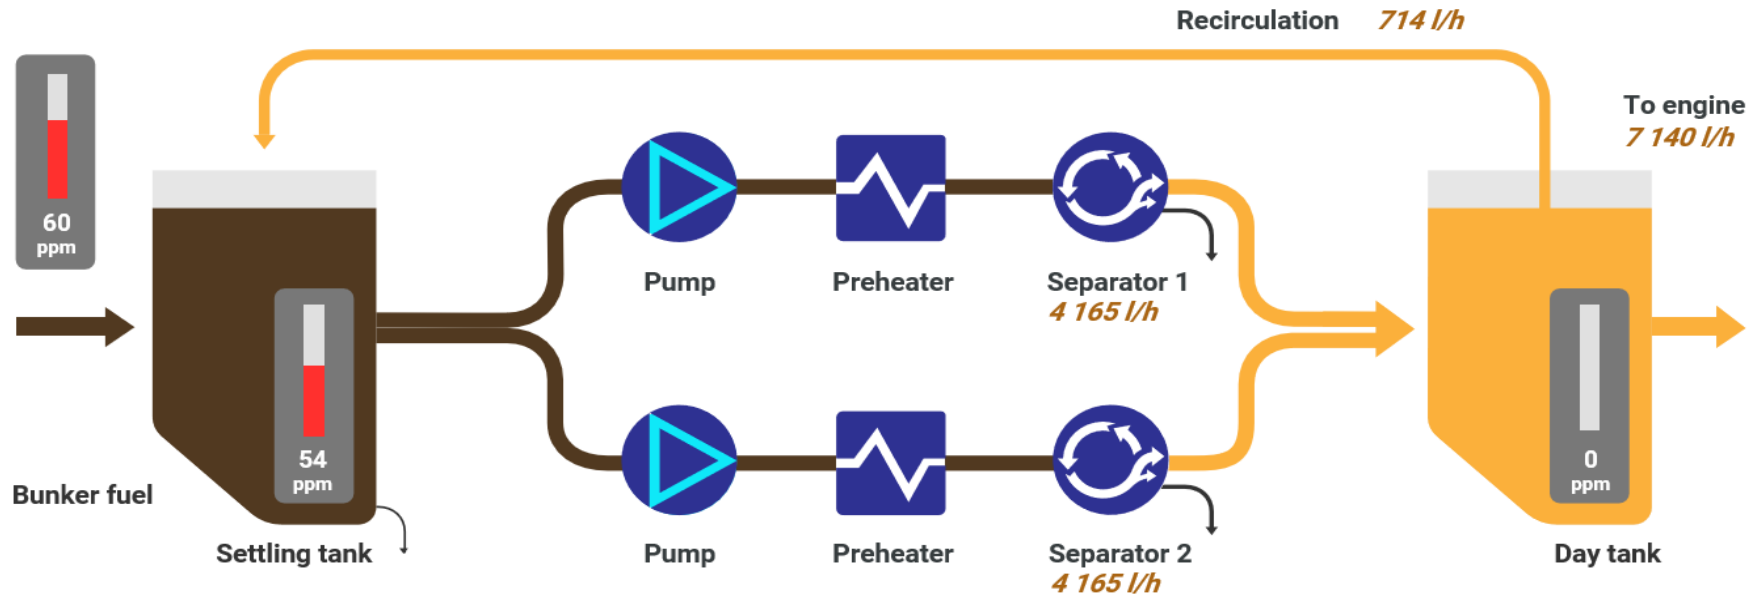 Recirculation 714 l/h
To engine
7 140 l/h
60
ppm
Pump
Preheater
Separator 1
4 165 l/h
54
ppm
0
ppm
Bunker fuel
Settling tank
Pump
Preheater
Separator 2
4 165 l/h
Day tank